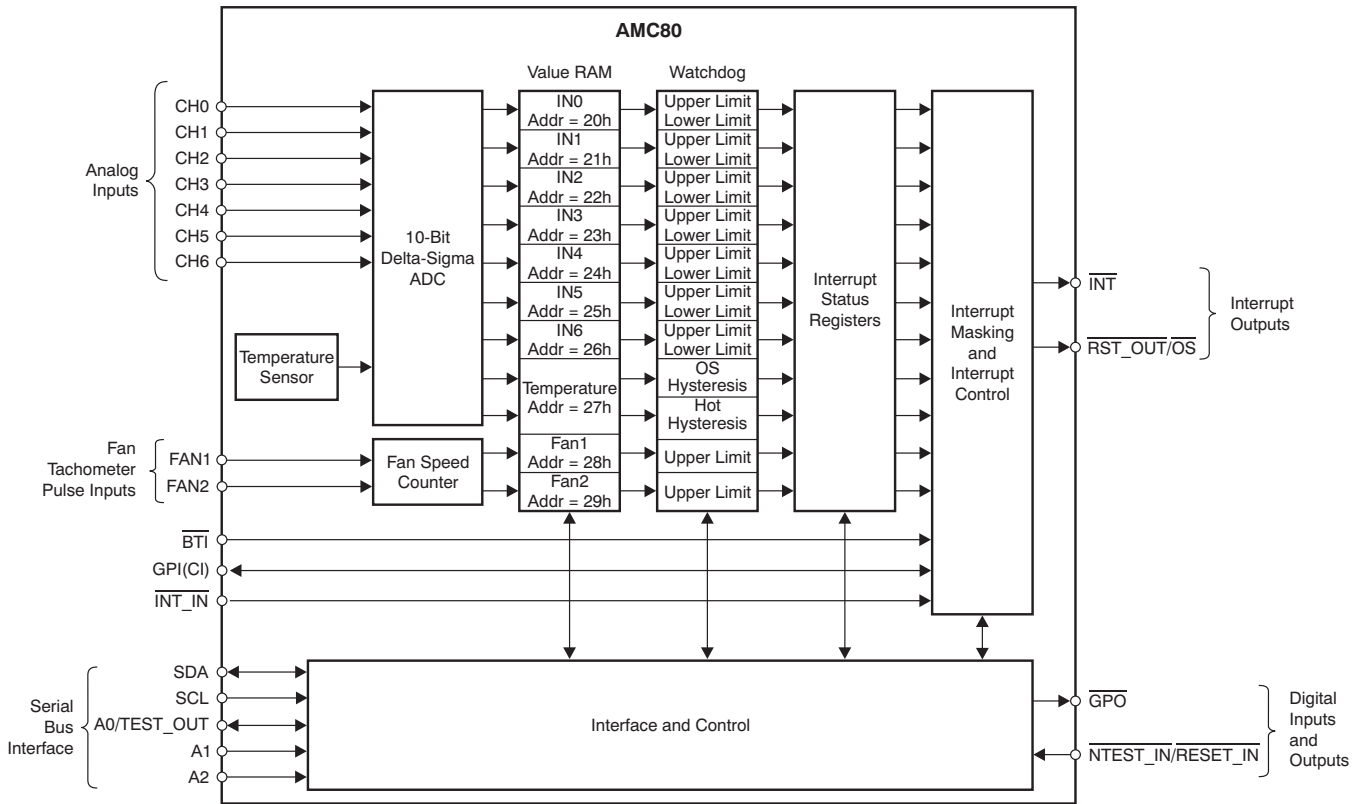 AMC80
Value RAM
Watchdog
Analog
Inputs
CH0
CH1
CH2
CH3
CH4
CH5
CH6
10-Bit
Delta-Sigma
ADC
Temperature
Sensor
IN0
Addr = 20h
IN1
Addr = 21h
IN2
Addr = 22h
IN3
Addr = 23h
IN4
Addr = 24h
IN5
Addr = 25h
IN6
Addr = 26h
Temperature
Addr = 27h
Fan1
Addr = 28h
Fan2
Addr = 29h
Upper Limit
Lower Limit
Upper Limit
Lower Limit
Upper Limit
Lower Limit
Upper Limit
Lower Limit
Upper Limit
Lower Limit
Upper Limit
Lower Limit
Upper Limit
Lower Limit
OS
Hysteresis
Hot
Hysteresis
Upper Limit
Upper Limit
Interrupt
Status
Registers
Interrupt
Masking
and
Interrupt
Control
INT
RST_OUT/OS
Interrupt
Outputs
Fan
Tachometer
Pulse Inputs
FAN1
FAN2
Fan Speed
Counter
BTI
GPI(CI)
INT_IN
Serial
Bus
Interface
SDA
SCL
A0/TEST_OUT
A1
A2
Interface and Control
GPO
NTEST_IN/RESET_IN
Digital
Inputs
and
Outputs